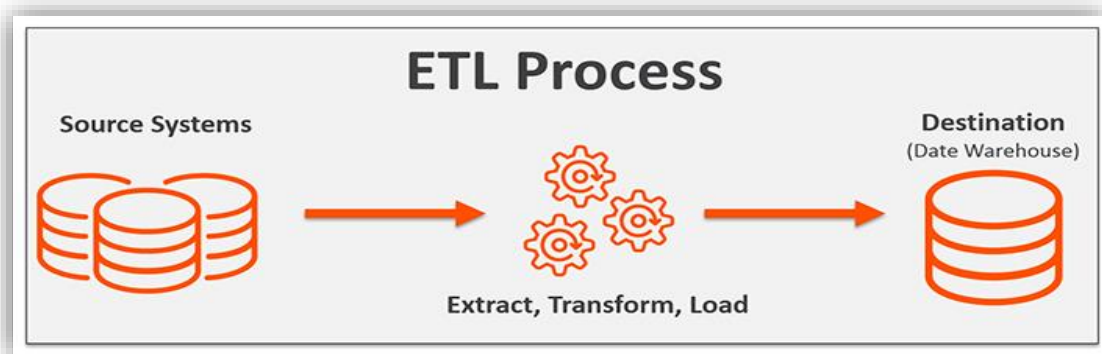 ETL Process
Source Systems
Destination
(Date Warehouse)
Extract, Transform, Load